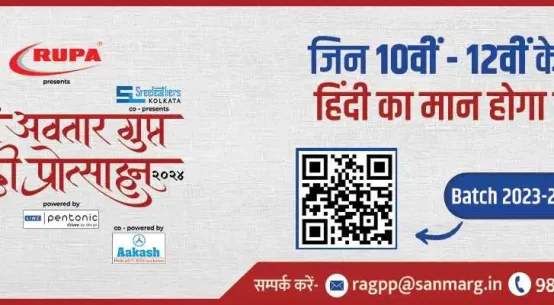 RUPA
presents
Sreeleathers
KOLKATA
co - presents
अवतार गुप्त
प्रोत्साहन २०२४
powered by
LINC pentonic
co - powered by
Aakash
जिन 10वीं - 12वीं के
हिंदी का मान होगा
Batch 2023-2
सम्पर्क करें- ragpp@sanmarg.in 98